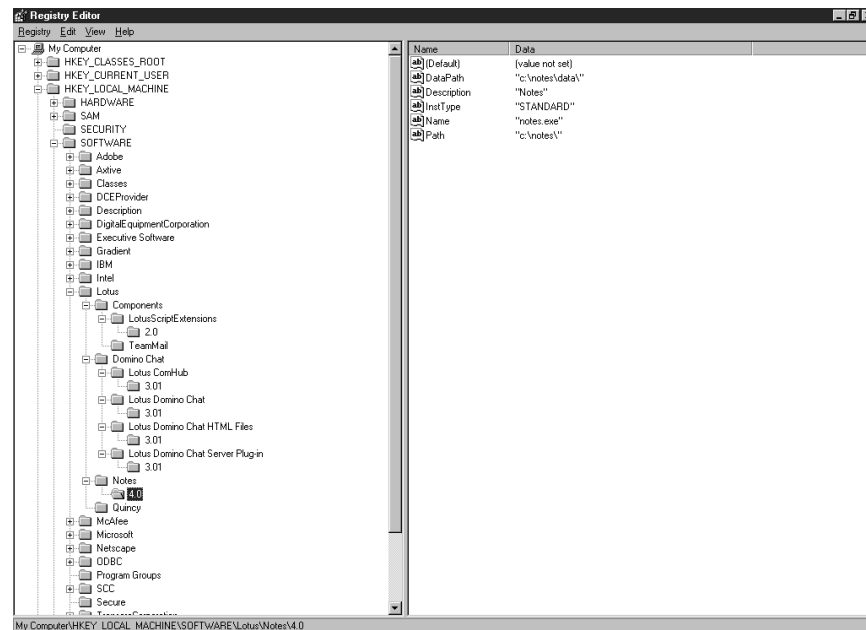 Registry Editor
Registry Edit View Help
My Computer
HKEY_CLASSES_ROOT
HKEY_CURRENT_USER
HKEY_LOCAL_MACHINE
HARDWARE
SAM
SECURITY
SOFTWARE
Adobe
Axtive
Classes
DCEProvider
Description
DigitalEquipmentCorporation
Executive Software
Gradient
IBM
Intel
Lotus
Components
LotusScriptExtensions
2.0
TeamMail
Domino Chat
Lotus ComHub
3.01
Lotus Domino Chat
3.01
Lotus Domino Chat HTML Files
3.01
Lotus Domino Chat Server Plug-in
3.01
Notes
4.0
Quincy
McAfee
Microsoft
Netscape
ODBC
Program Groups
SCC
Secure
Name Data
(Default) (value not set)
DataPath "c:\notes\data\"
Description "Notes"
InstType "STANDARD"
Name "notes.exe"
Path "c:\notes\"
My Computer\HKEY_LOCAL_MACHINE\SOFTWARE\Lotus\Notes\4.0